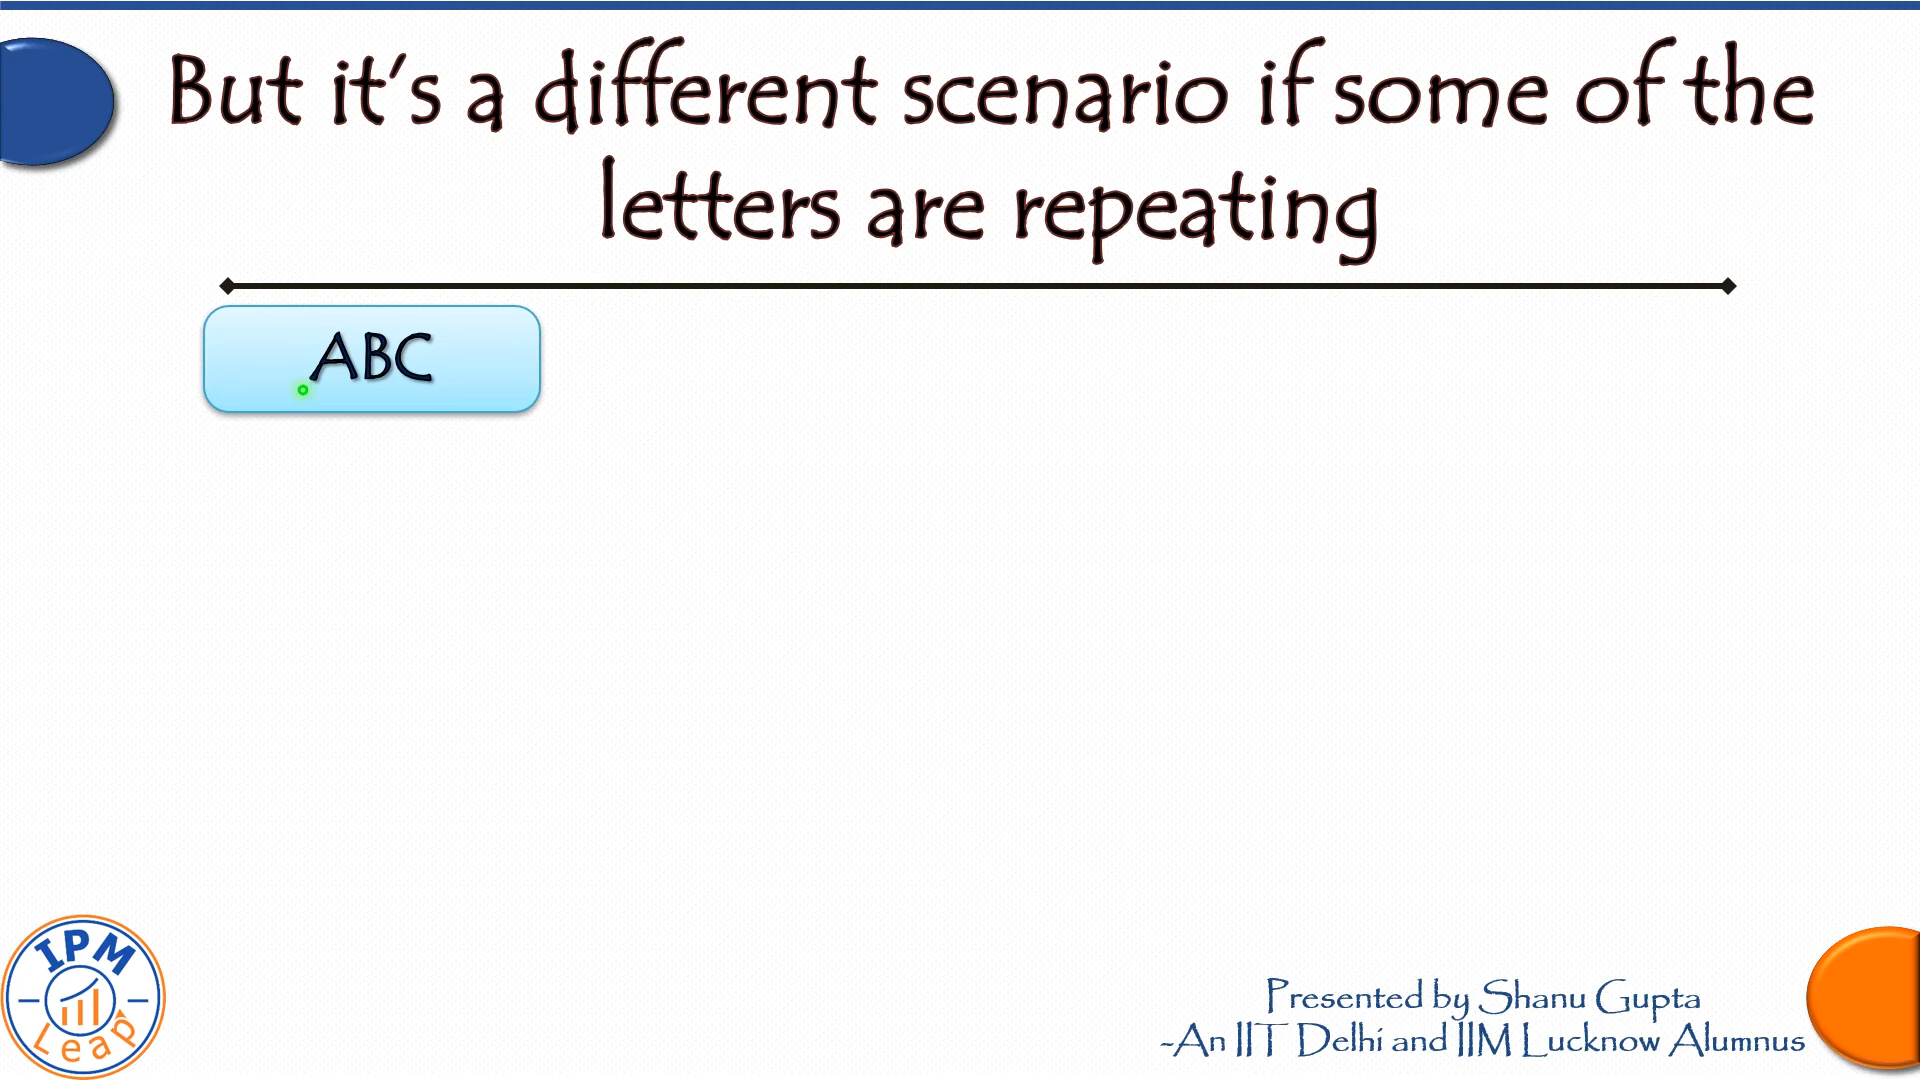 But it's a different scenario if some of the
letters are repeating
ABC
IPM
Leap
Presented by Shanu Gupta
-An IIT Delhi and IIM Lucknow Alumnus